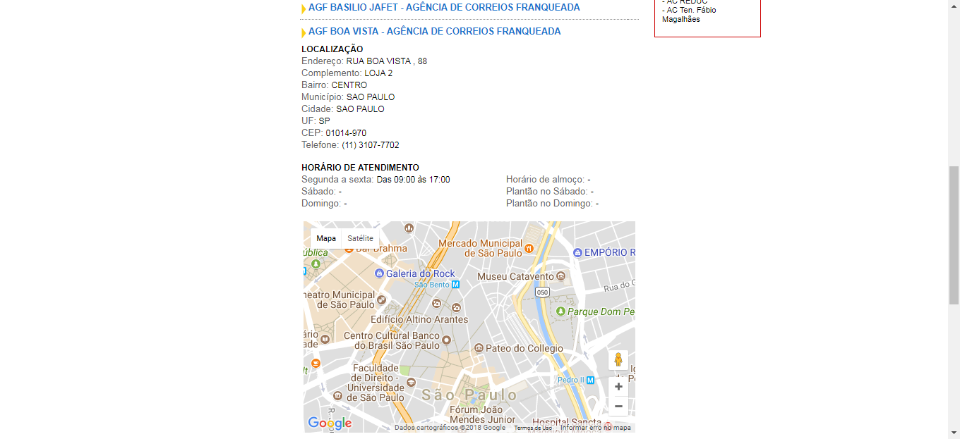 AGF BASILIO JAFET - AGÊNCIA DE CORREIOS FRANQUEADA
AGF BOA VISTA - AGÊNCIA DE CORREIOS FRANQUEADA
LOCALIZAÇÃO
Endereço: RUA BOA VISTA , 88
Complemento: LOJA 2
Bairro: CENTRO
Município: SAO PAULO
Cidade: SAO PAULO
UF: SP
CEP: 01014-970
Telefone: (11) 3107-7702
HORÁRIO DE ATENDIMENTO
Segunda a sexta: Das 09:00 às 17:00
Horário de almoço: -
Sábado: -
Plantão no Sábado: -
Domingo: -
Plantão no Domingo: -
- AC REDUC
- AC Ten. Fábio
Magalhães
Mapa
Satélite
Bar Brahma
Mercado Municipal
de São Paulo
EMPÓRIO R
ública
Galeria do Rock
São Bento
Museu Catavento
Rua do
050
eatro Municipal
de São Paulo
Edifício Altino Arantes
Parque Dom Pe
Centro Cultural Banco
do Brasil São Paulo
ário
dade
Pateo do Collegio
Faculdade
de Direito -
Universidade
de São Paulo
Pedro II
São Paulo
Fórum João
Mendes Junior
Hospital Sancta
Google
Dados cartográficos ©2018 Google
Termos de Uso
Informar erro no mapa